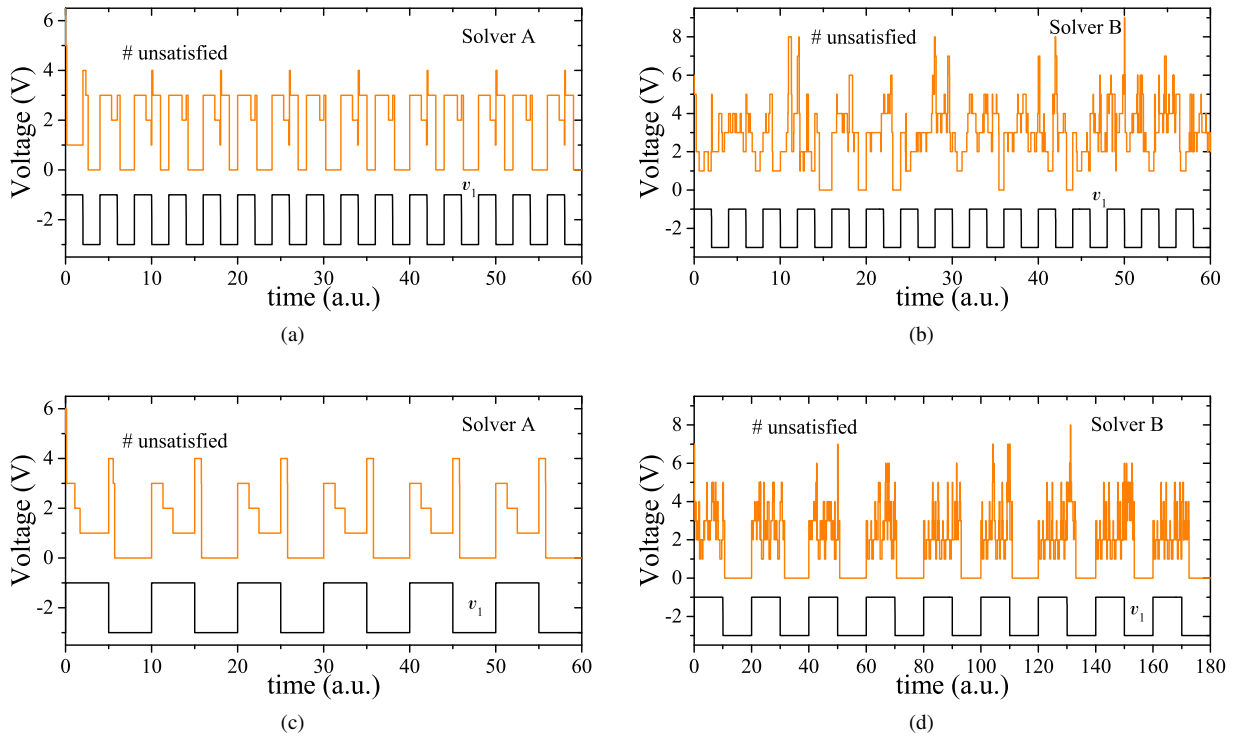 Voltage (V)
6
4
2
0
-2
# unsatisfied
Solver A
v1
0 10 20 30 40 50 60
time (a.u.)
(a)
Voltage (V)
8
6
4
2
0
-2
# unsatisfied
Solver B
v1
0 10 20 30 40 50 60
time (a.u.)
(b)
Voltage (V)
6
4
2
0
-2
# unsatisfied
Solver A
v1
0 10 20 30 40 50 60
time (a.u.)
(c)
Voltage (V)
8
6
4
2
0
-2
# unsatisfied
Solver B
v1
0 20 40 60 80 100 120 140 160 180
time (a.u.)
(d)